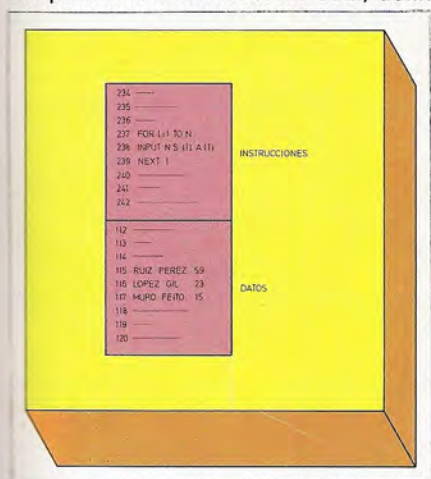 234
235
236
237 FOR I=1 TO N
238 INPUT N$ (I), A (I)
239 NEXT I
240
241
242
INSTRUCCIONES
112
113
114
115 RUIZ PEREZ 59
116 LOPEZ GIL 23
117 MURO FEITO 15
118
119
120
DATOS